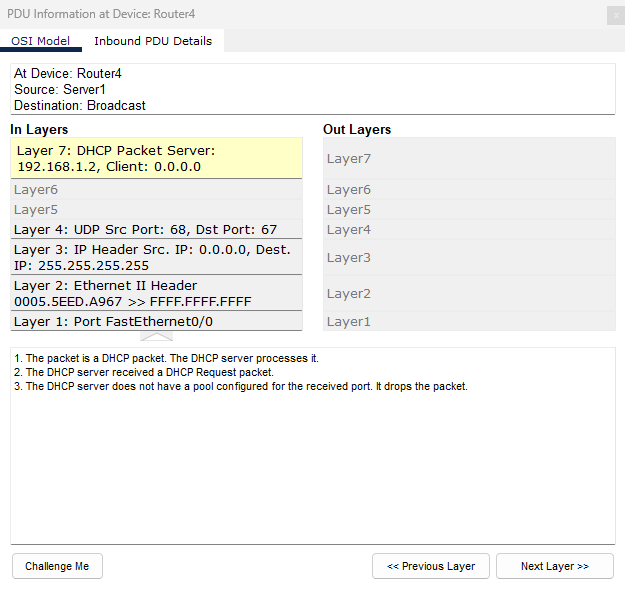 PDU Information at Device: Router4
x
OSI Model Inbound PDU Details
At Device: Router4
Source: Server1
Destination: Broadcast
In Layers
Layer 7: DHCP Packet Server:
192.168.1.2, Client: 0.0.0.0
Layer6
Layer5
Layer 4: UDP Src Port: 68, Dst Port: 67
Layer 3: IP Header Src. IP: 0.0.0.0, Dest.
IP: 255.255.255.255
Layer 2: Ethernet II Header
0005.5EED.A967 >> FFFF.FFFF.FFFF
Layer 1: Port FastEthernet0/0
Out Layers
Layer7
Layer6
Layer5
Layer4
Layer3
Layer2
Layer1
1. The packet is a DHCP packet. The DHCP server processes it.
2. The DHCP server received a DHCP Request packet.
3. The DHCP server does not have a pool configured for the received port. It drops the packet.
Challenge Me
<< Previous Layer
Next Layer >>